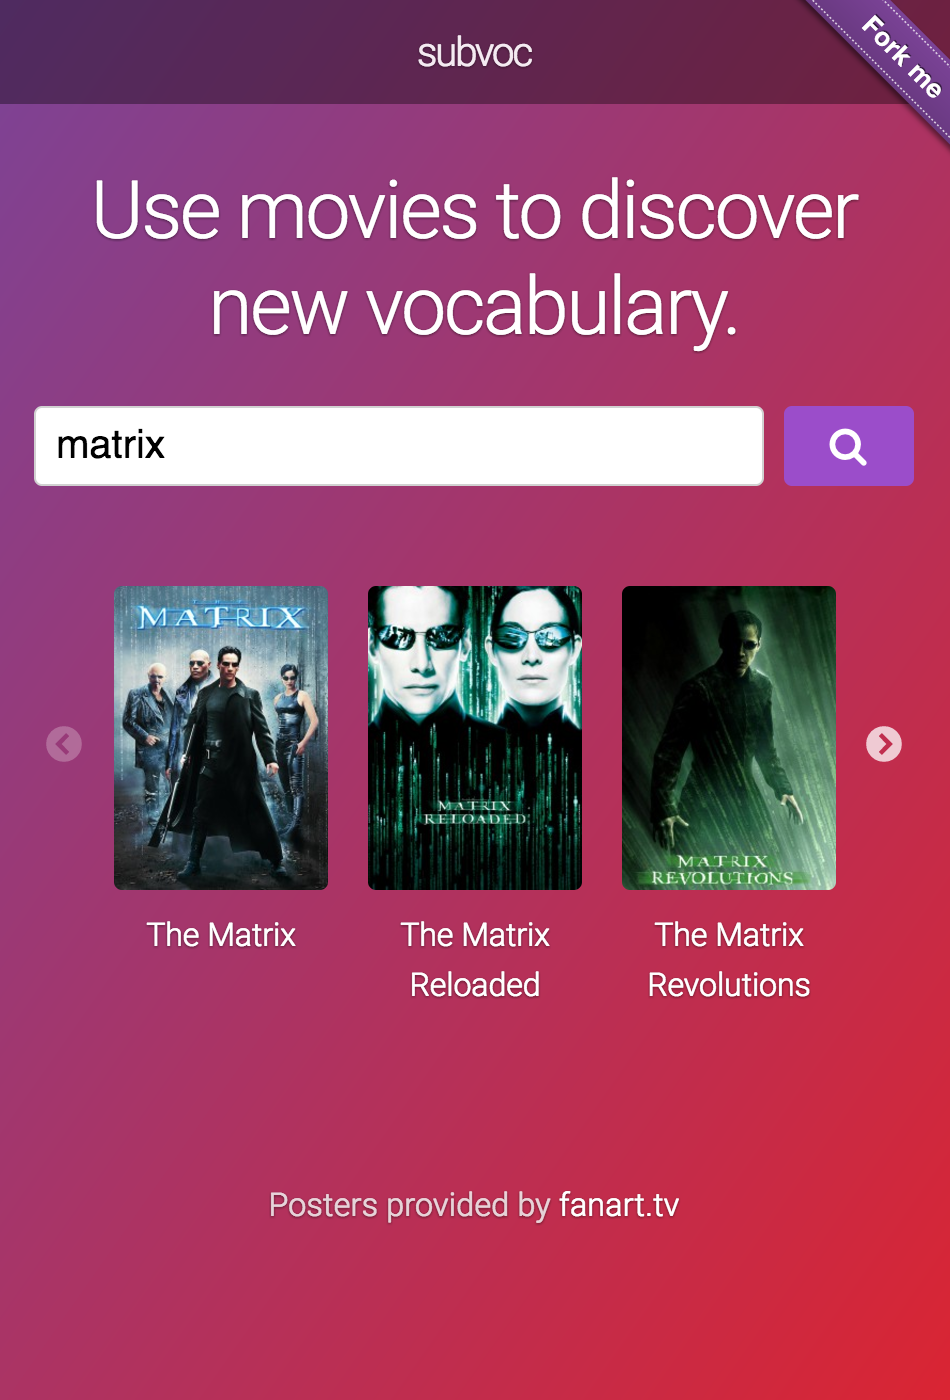 subvoc
Fork me
Use movies to discover
new vocabulary.
matrix
MATRIX
MATRIX
RELOADED
MATRIX
REVOLUTIONS
The Matrix
The Matrix
Reloaded
The Matrix
Revolutions
Posters provided by fanart.tv